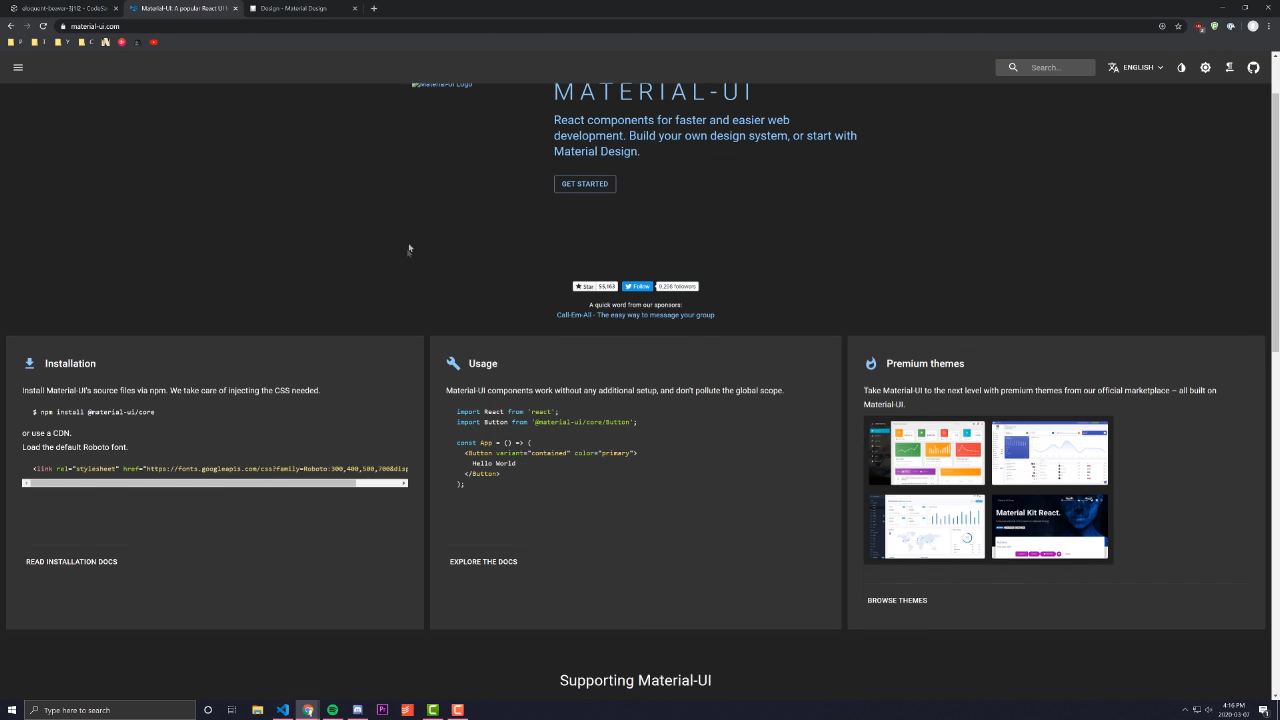 eloquent-beaver-3j1l2 - CodeSa
Material-UI: A popular React UI
Design - Material Design
material-ui.com
Material-UI Logo
MATERIAL-UI
Search...
ENGLISH
React components for faster and easier web
development. Build your own design system, or start with
Material Design.
GET STARTED
Star 55,163 Follow
A quick word from our sponsors:
Call-Em-All - The easy way to message your group
Installation
Install Material-UI's source files via npm. We take care of injecting the CSS needed.
$ npm install @material-ui/core
or use a CDN.
Load the default Roboto font.
<link rel="stylesheet" href="https://fonts.googleapis.com/css?family=Roboto:300,400,500,700&disp
READ INSTALLATION DOCS
Usage
Material-UI components work without any additional setup, and don't pollute the global scope.
import React from 'react';
import Button from '@material-ui/core/Button';
const App = () => (
<Button variant="contained" color="primary">
Hello World
</Button>
);
EXPLORE THE DOCS
Premium themes
Take Material-UI to the next level with premium themes from our official marketplace – all built on
Material-UI.
Material Kit React.
BROWSE THEMES
Supporting Material-UI
Type here to search
4:16 PM
2020-03-07